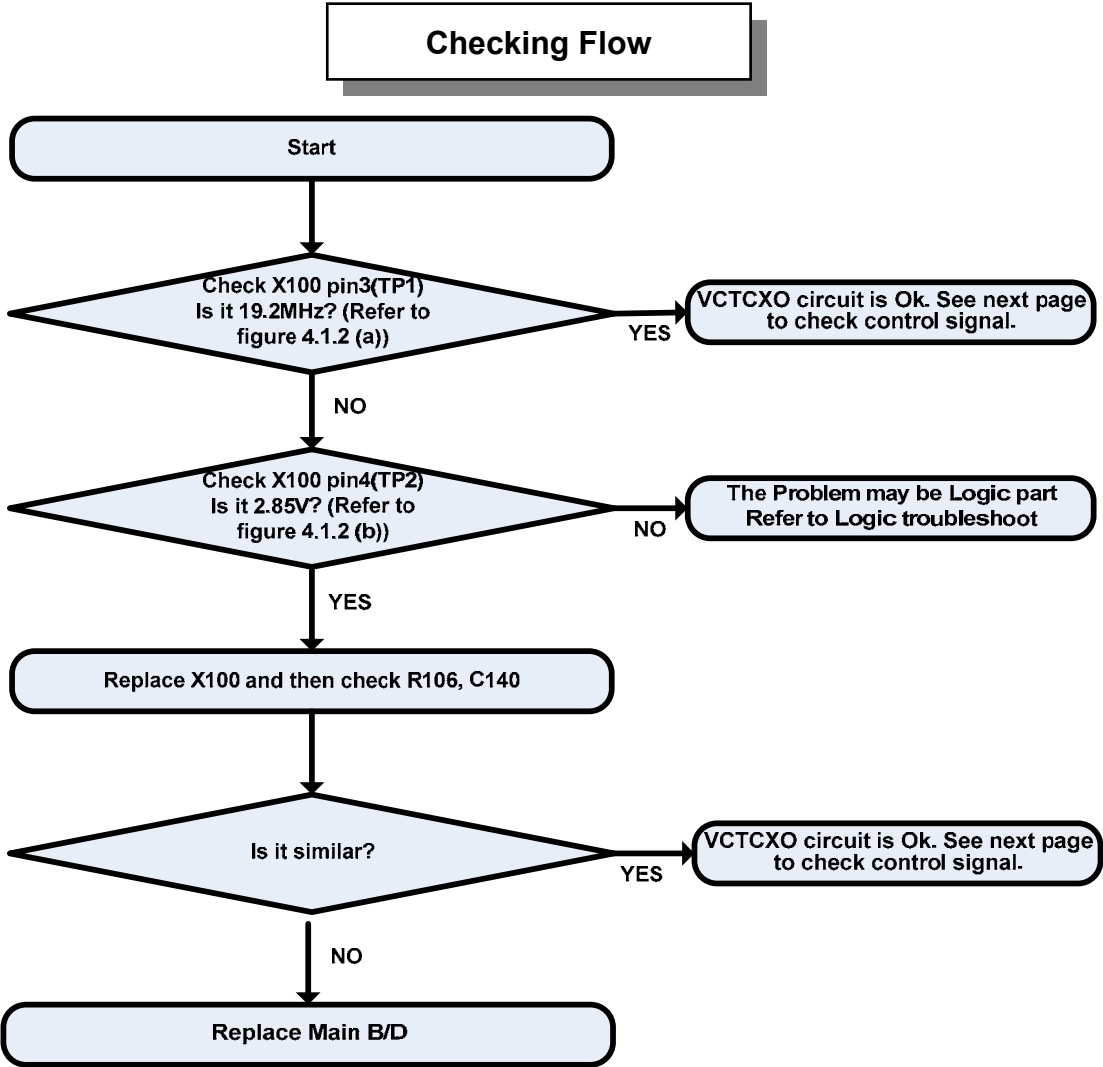 Checking Flow
Start
Check X100 pin3(TP1)
Is it 19.2MHz? (Refer to
figure 4.1.2 (a))
YES
VCTCXO circuit is Ok. See next page
to check control signal.
NO
Check X100 pin4(TP2)
Is it 2.85V? (Refer to
figure 4.1.2 (b))
NO
The Problem may be Logic part
Refer to Logic troubleshoot
YES
Replace X100 and then check R106, C140
Is it similar?
YES
VCTCXO circuit is Ok. See next page
to check control signal.
NO
Replace Main B/D